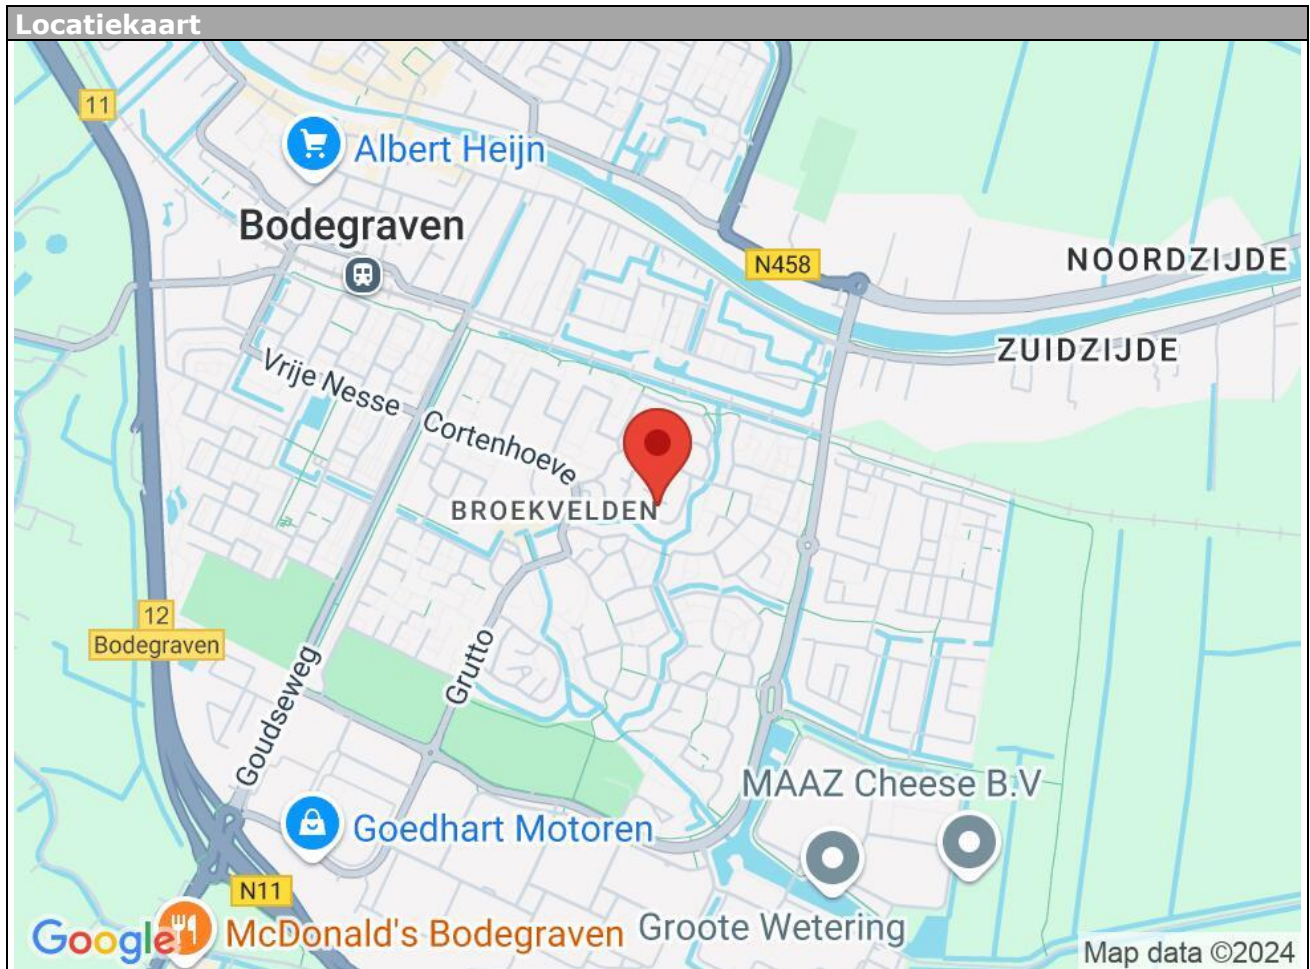 Locatiekaart
11
Albert Heijn
Bodegraven
N458
NOORDZIJDE
ZUIDZIJDE
Vrije Nesse
Cortenhoeve
BROEKVELDEN
12
Bodegraven
Grutto
Goudseweg
MAAZ Cheese B.V
Goedhart Motoren
N11
McDonald's Bodegraven
Groote Wetering
Google
Map data ©2024